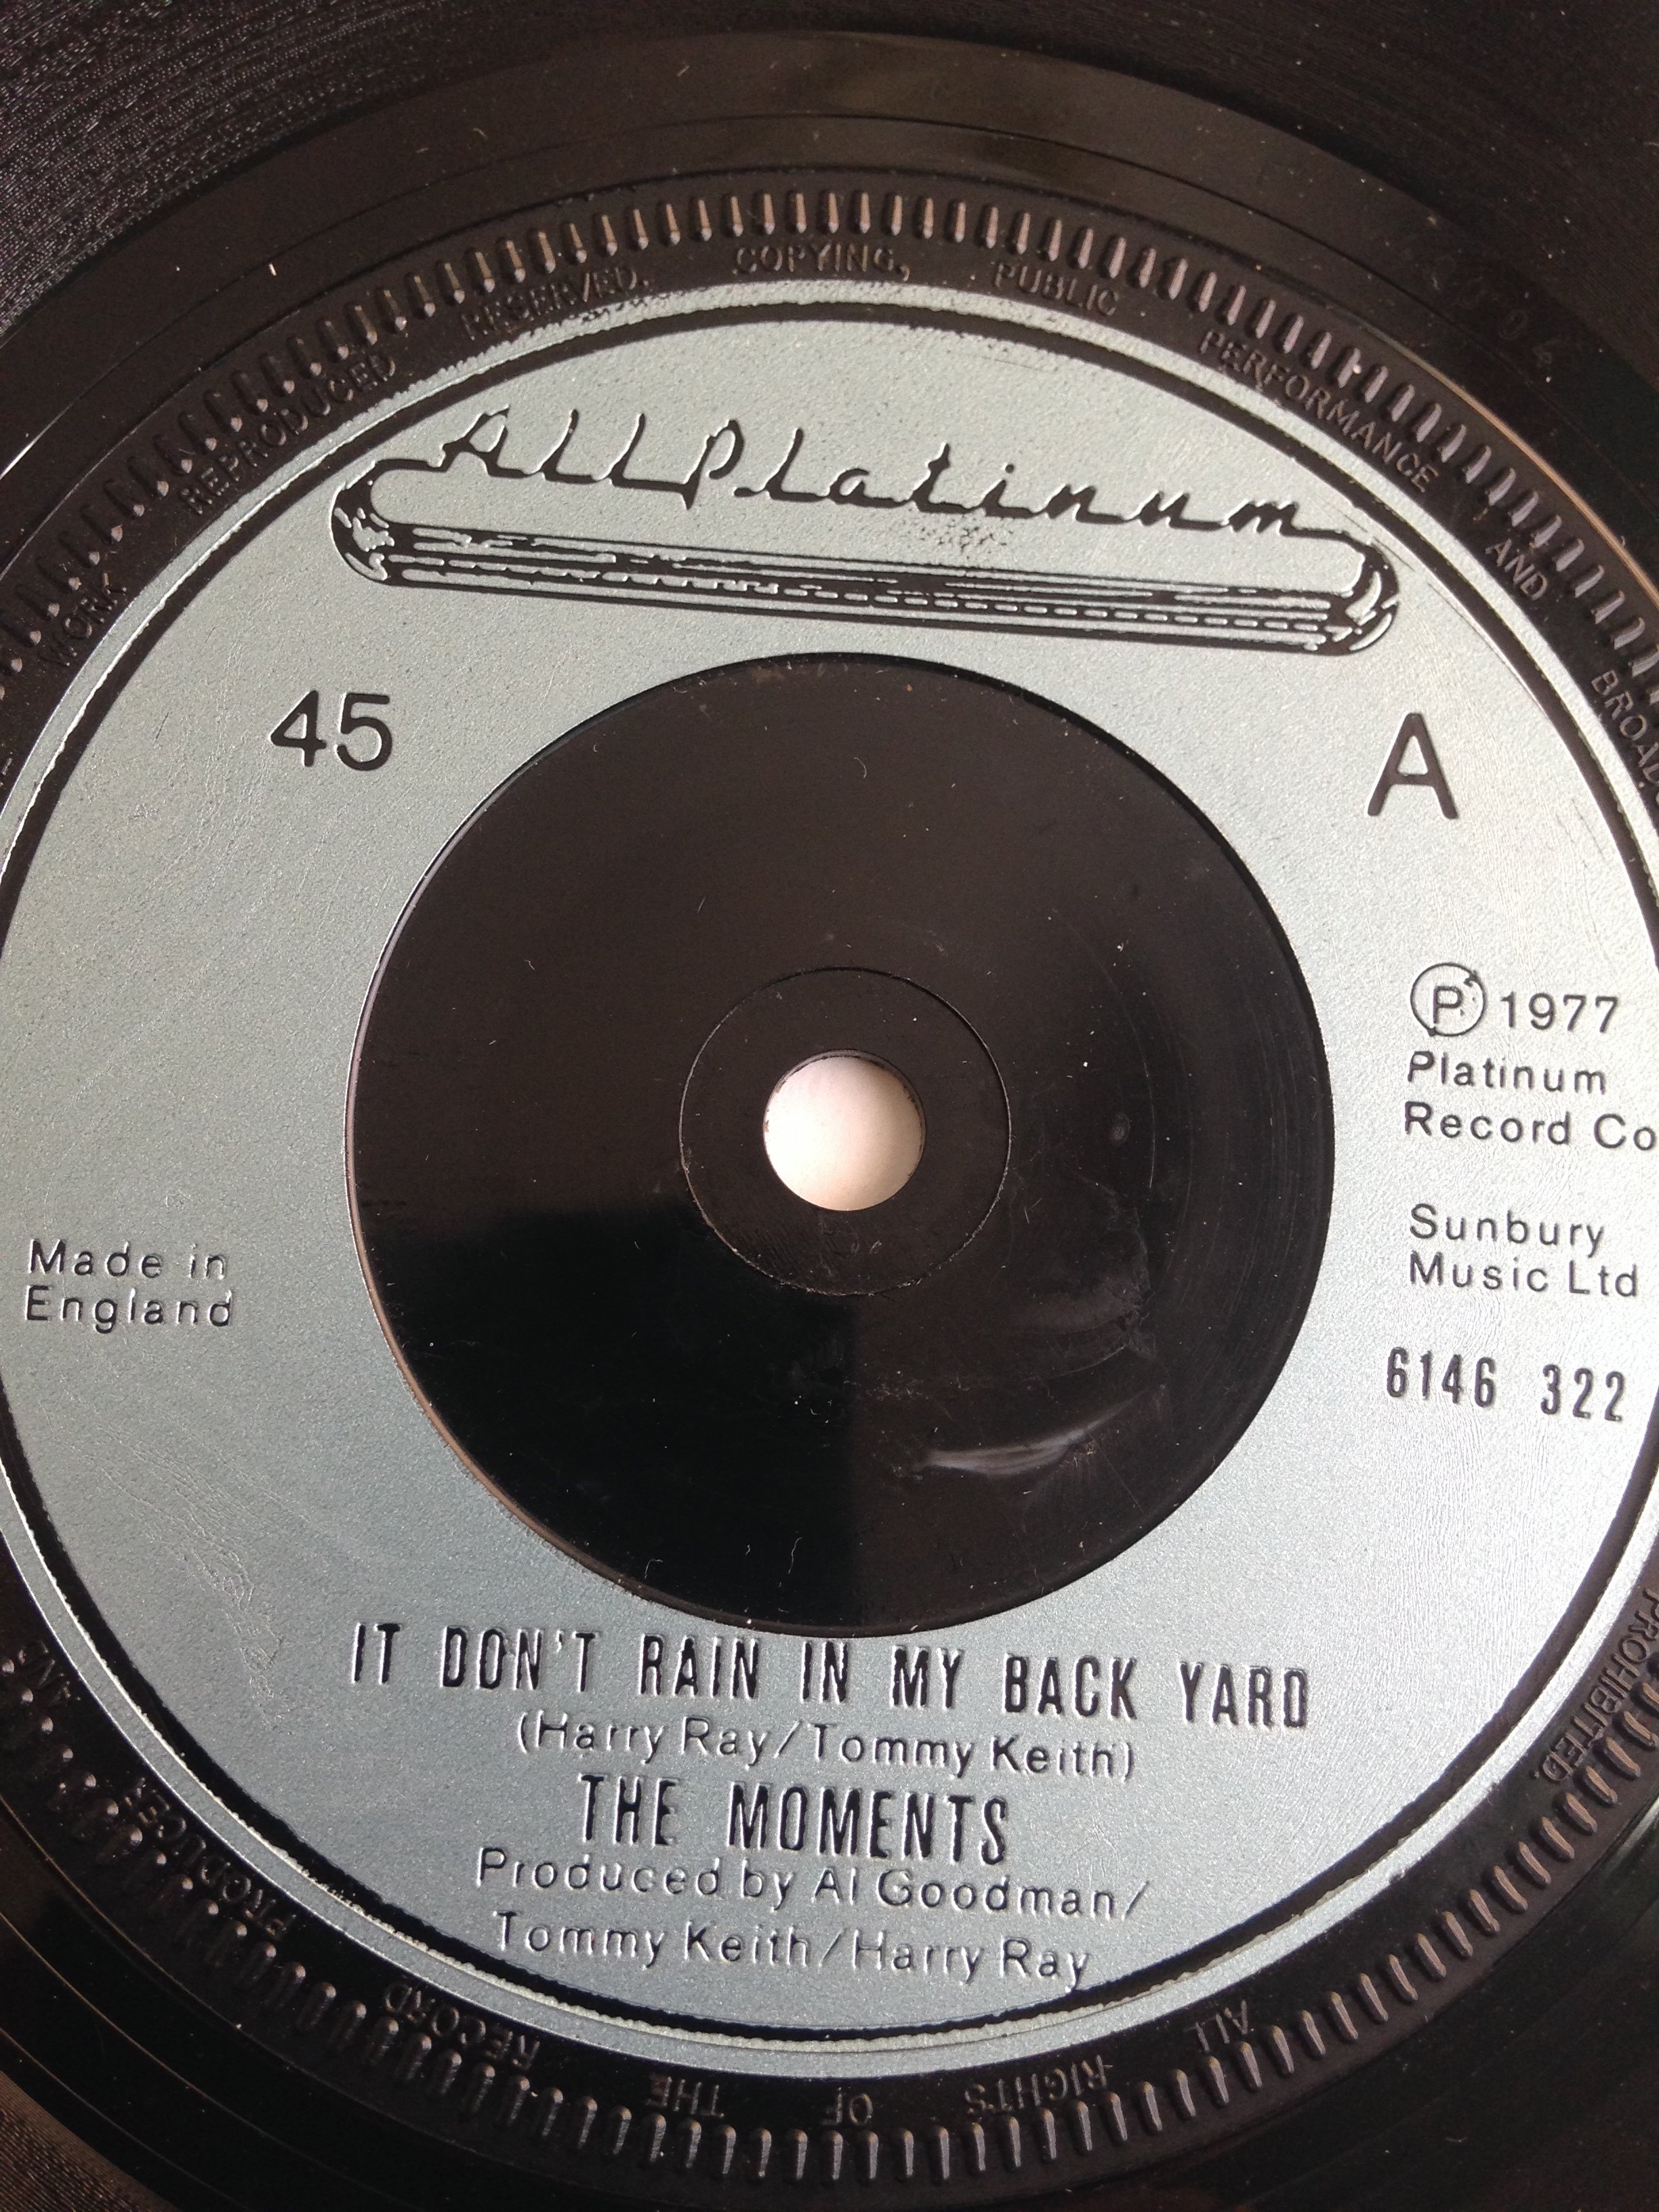 AllPlatinum
45
A
Made in
England
Ⓟ 1977
Platinum
Record Co
Sunbury
Music Ltd
6146 322
IT DON'T RAIN IN MY BACK YARD
(Harry Ray/Tommy Keith)
THE MOMENTS
Produced by Al Goodman/
Tommy Keith/Harry Ray
ALL RIGHTS OF THE RECORD PRODUCER
WORK REPRODUCED RESERVED. COPYING, PUBLIC PERFORMANCE AND
PROHIBITED.